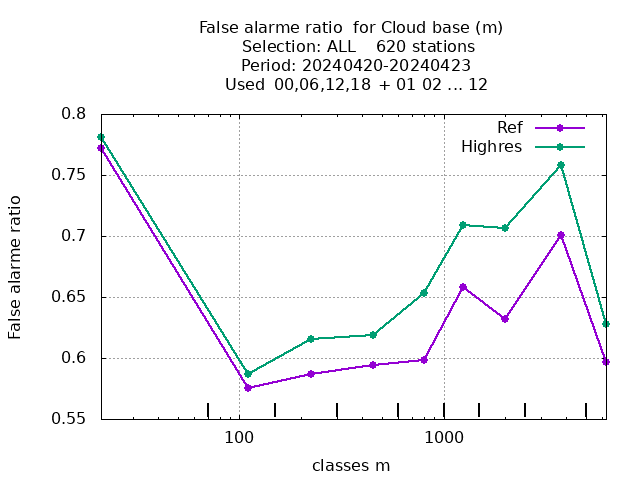 False alarme ratio  for Cloud base (m)
Selection: ALL    620 stations
Period: 20240420-20240423
Used  00,06,12,18 + 01 02 ... 12
Ref
Highres
0.8
0.75
0.7
0.65
0.6
0.55
False alarme ratio
100
1000
classes m